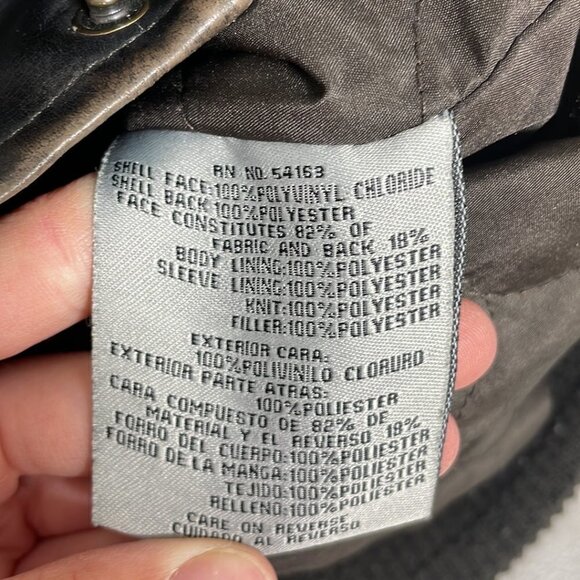 RN NO. 54163
SHELL FACE:100%POLYVINYL CHLORIDE
SHELL BACK:100%POLYESTER
FACE CONSTITUTES 82% OF
FABRIC AND BACK 18%
BODY LINING:100%POLYESTER
SLEEVE LINING:100%POLYESTER
KNIT:100%POLYESTER
FILLER:100%POLYESTER
EXTERIOR CARA:
100%POLIVINILO CLORURO
EXTERIOR PARTE ATRAS:
100%POLIESTER
CARA COMPUESTO DE 82% DE
MATERIAL Y EL REVERSO 18%
FORRO DEL CUERPO:100%POLIESTER
FORRO DE LA MANGA:100%POLIESTER
TEJIDO:100%POLIESTER
RELLENO:100%POLIESTER
CARE ON REVERSE
CUIDADO AL REVERSO